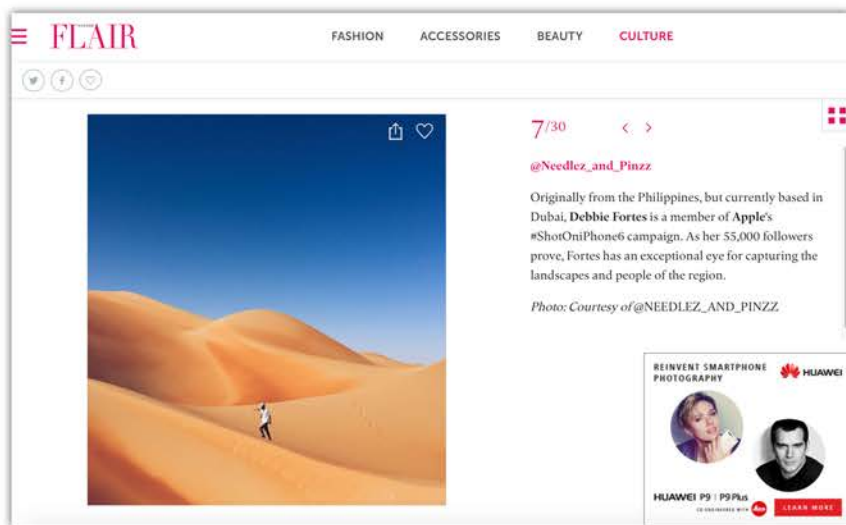 FLAIR
FASHION
ACCESSORIES
BEAUTY
CULTURE
7/30
@Needlez_and_Pinzz
Originally from the Philippines, but currently based in
Dubai, Debbie Fortes is a member of Apple's
#ShotOniPhone6 campaign. As her 55,000 followers
prove, Fortes has an exceptional eye for capturing the
landscapes and people of the region.
Photo: Courtesy of @NEEDLEZ_AND_PINZZ
REINVENT SMARTPHONE
PHOTOGRAPHY
HUAWEI
HUAWEI P9 | P9 Plus
CO-ENGINEERED WITH
LEARN MORE